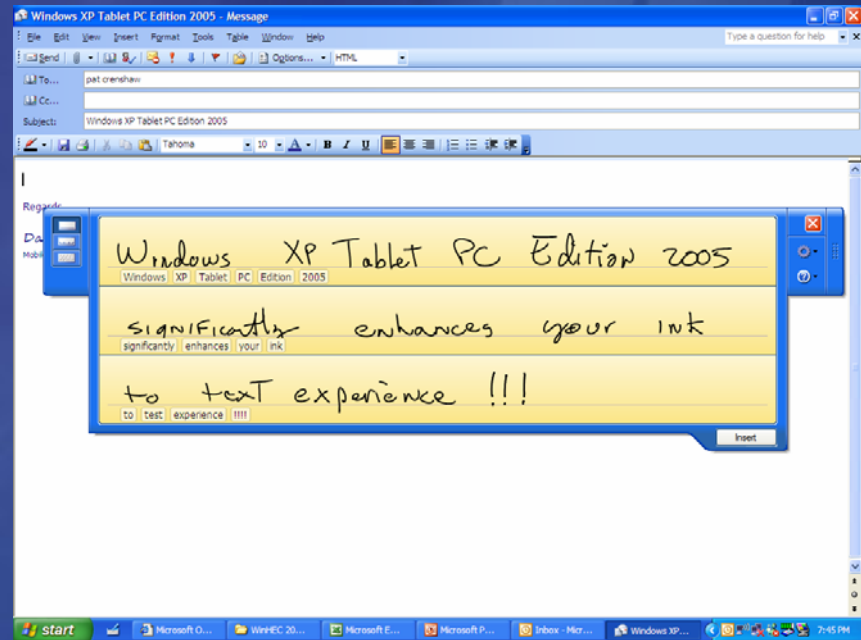 Windows XP Tablet PC Edition 2005 - Message
File Edit View Insert Format Tools Table Window Help Type a question for help
Send Options... HTML
To... pat crenshaw
Cc...
Subject: Windows XP Tablet PC Edition 2005
Tahoma 10 A B I U
Regards
Da
Mobil
Windows XP Tablet PC Edition 2005
Windows XP Tablet PC Edition 2005
significantly enhances your ink
significantly enhances your ink
to text experience !!!
to test experience !!!!
Insert
start Microsoft O... WinHEC 20... Microsoft E... Microsoft P... Inbox - Micr... Windows XP... 7:45 PM